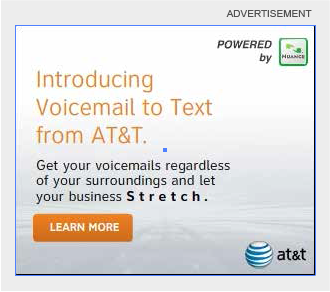 ADVERTISEMENT
POWERED
by
NUANCE
Introducing
Voicemail to Text
from AT&T.
Get your voicemails regardless
of your surroundings and let
your business Stretch.
LEARN MORE
at&t